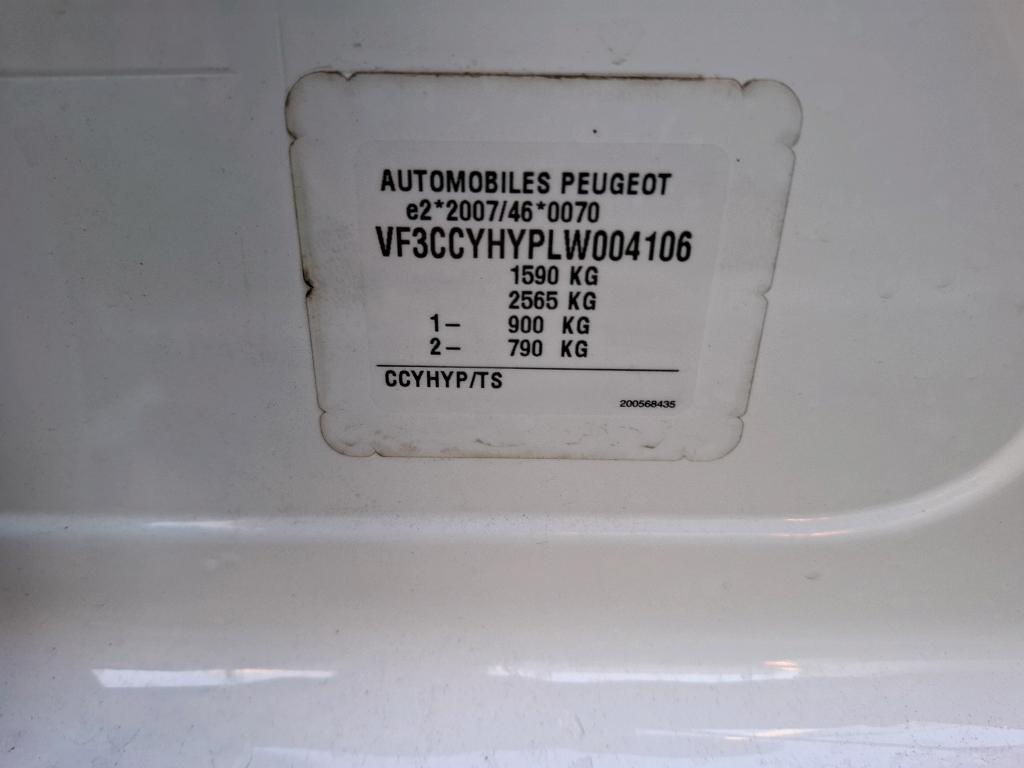 AUTOMOBILES PEUGEOT
e2*2007/46*0070
VF3CCYHYPLW004106
1590 KG
2565 KG
1- 900 KG
2- 790 KG
CCYHYP/TS
200568435